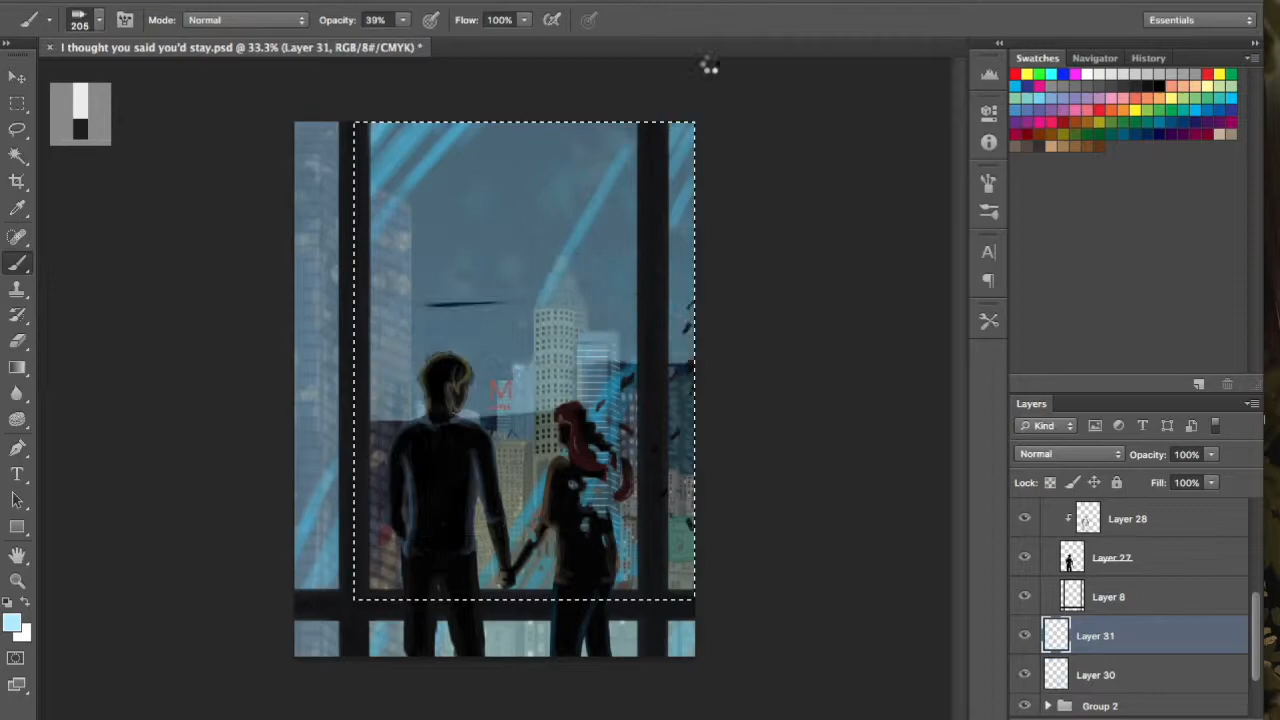 205 Mode: Normal Opacity: 39% Flow: 100% Essentials
× I thought you said you'd stay.psd @ 33.3% (Layer 31, RGB/8#/CMYK) *
Swatches Navigator History
M
Layers
Kind
Normal Opacity: 100%
Lock: Fill: 100%
Layer 28
Layer 27
Layer 8
Layer 31
Layer 30
Group 2